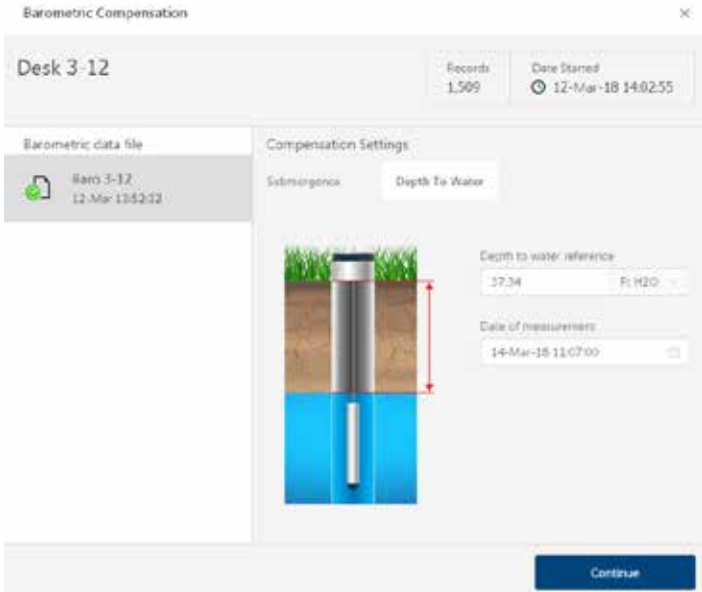 Barometric Compensation
Desk 3-12
Records
1,509
Date Started
12-Mar-18 14:02:55
Barometric data file
Baro 3-12
12-Mar 13:52:32
Compensation Settings
Submergence
Depth To Water
Depth to water reference
37.34
Ft H2O
Date of measurement
14-Mar-18 11:07:00
Continue